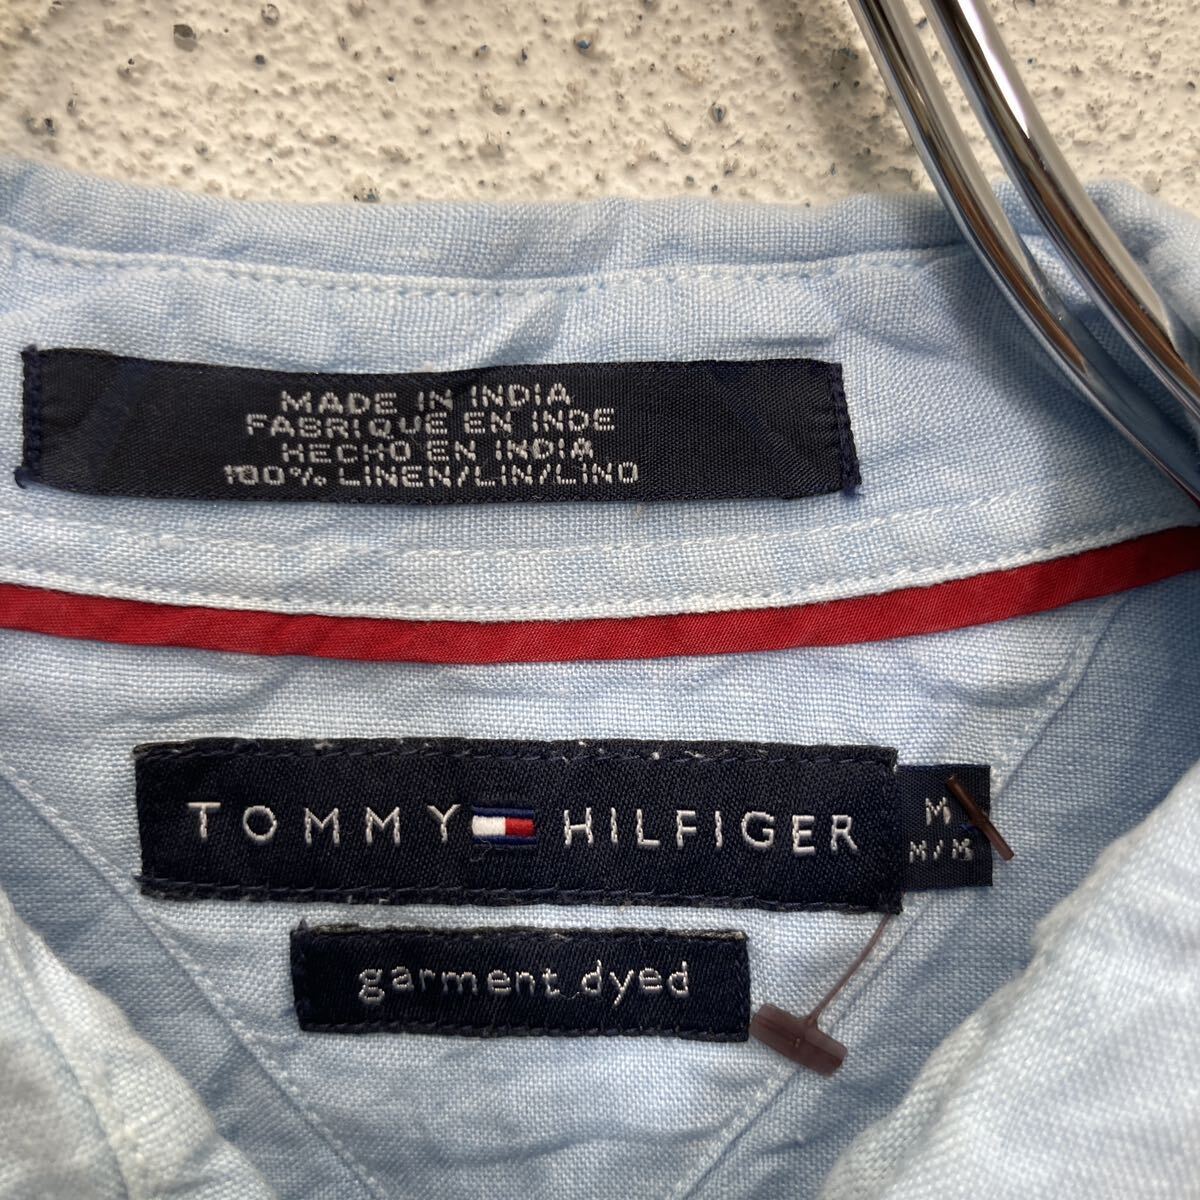 MADE IN INDIA
FABRIQUE EN INDE
HECHO EN INDIA
100% LINEN/LIN/LINO
TOMMY HILFIGER
M
M/M
garment dyed